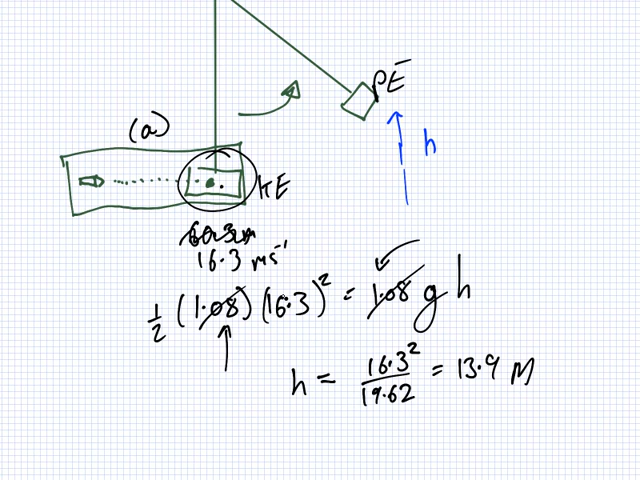 PE
(a)
h
KE
16.3 ms⁻¹
½ (1.08) (16.3)² = 1.08 g h
h = 16.3² / 19.62 = 13.9 M